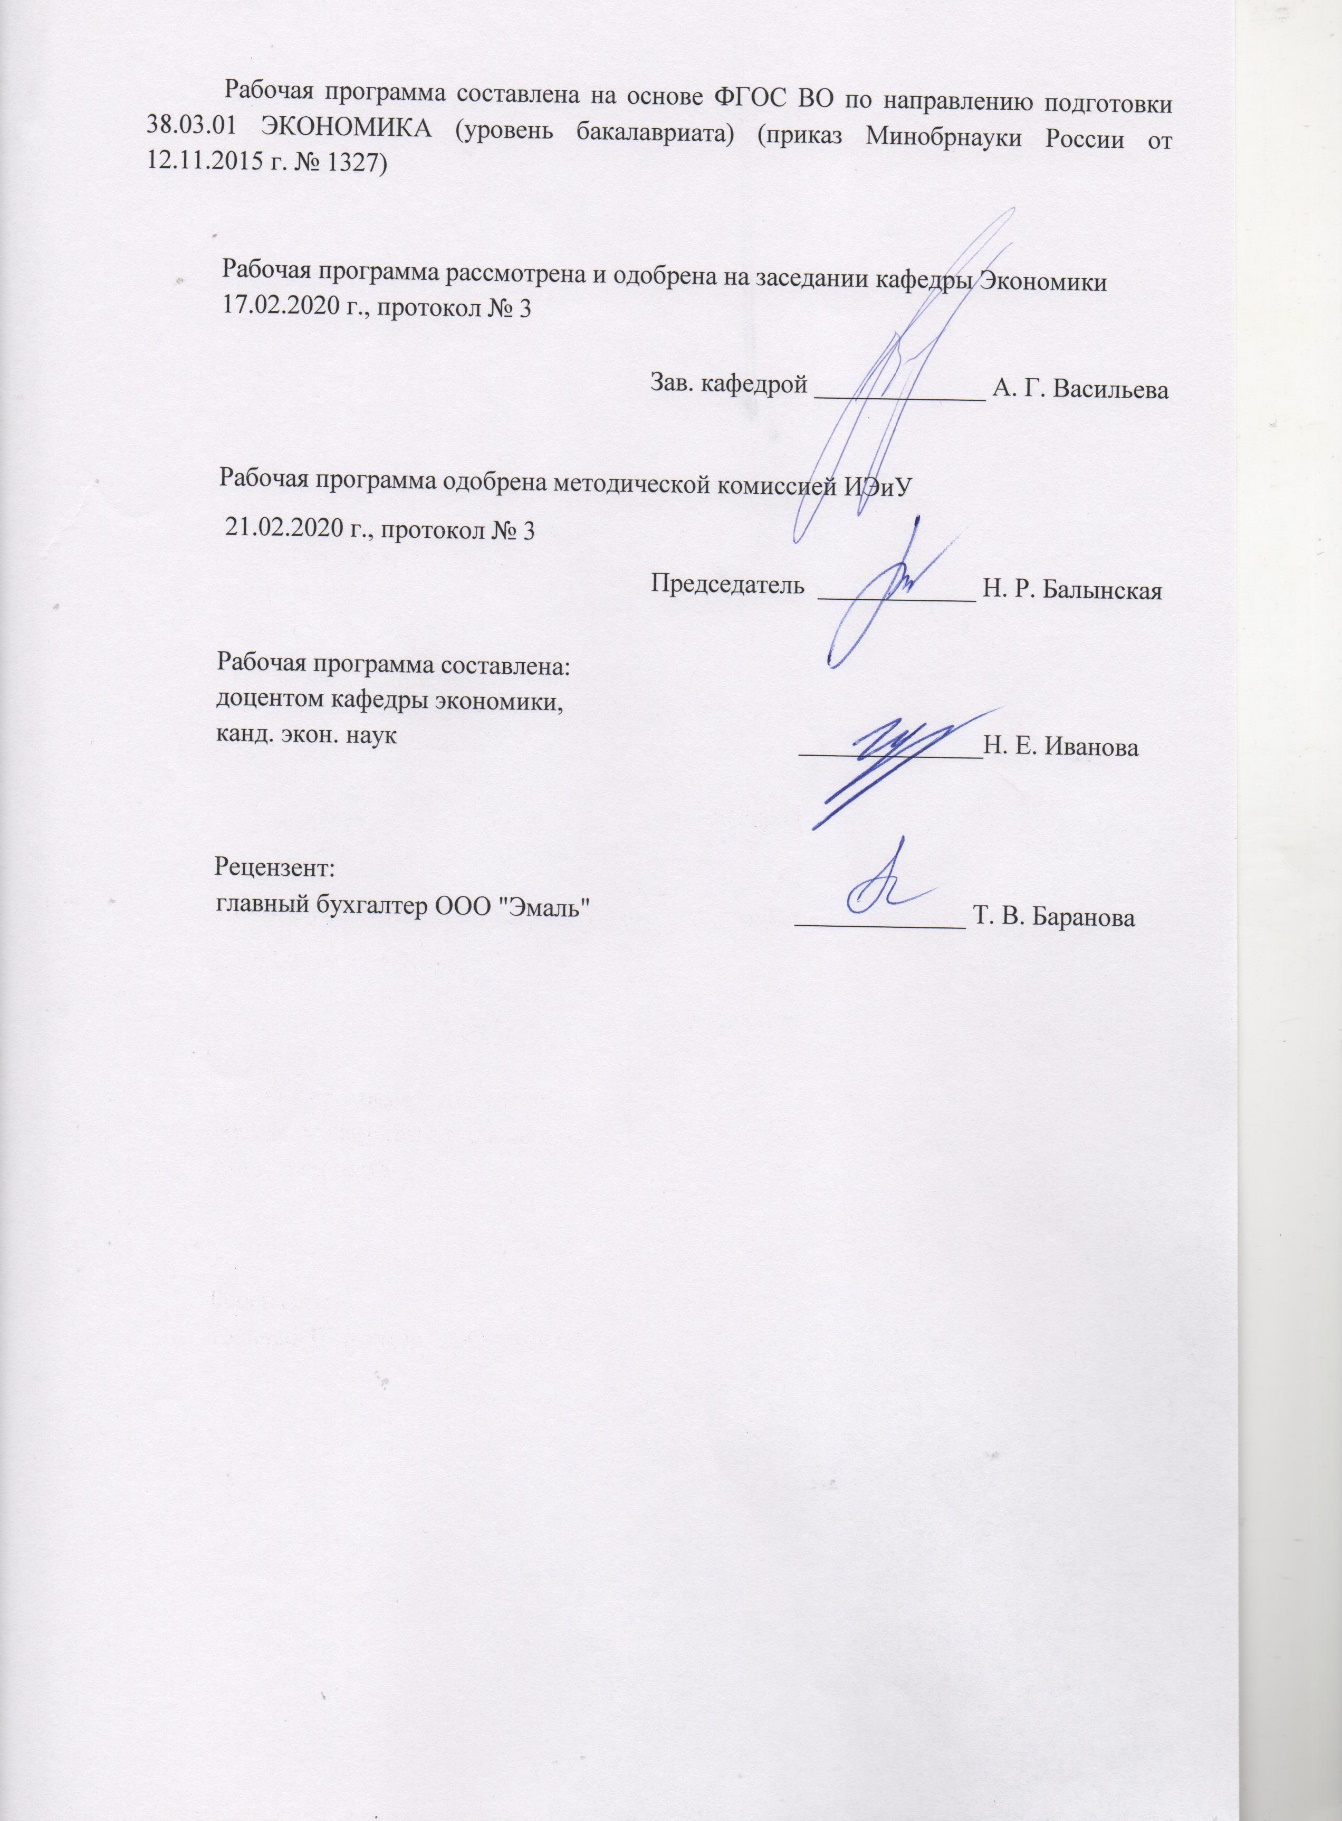 Рабочая программа составлена на основе ФГОС ВО по направлению подготовки
38.03.01 ЭКОНОМИКА (уровень бакалавриата) (приказ Минобрнауки России от
12.11.2015 г. № 1327)
Рабочая программа рассмотрена и одобрена на заседании кафедры Экономики
17.02.2020 г., протокол № 3
Зав. кафедрой _____________ А. Г. Васильева
Рабочая программа одобрена методической комиссией ИЭиУ
21.02.2020 г., протокол № 3
Председатель ____________ Н. Р. Балынская
Рабочая программа составлена:
доцентом кафедры экономики,
канд. экон. наук ______________Н. Е. Иванова
Рецензент:
главный бухгалтер ООО "Эмаль" _____________ Т. В. Баранова